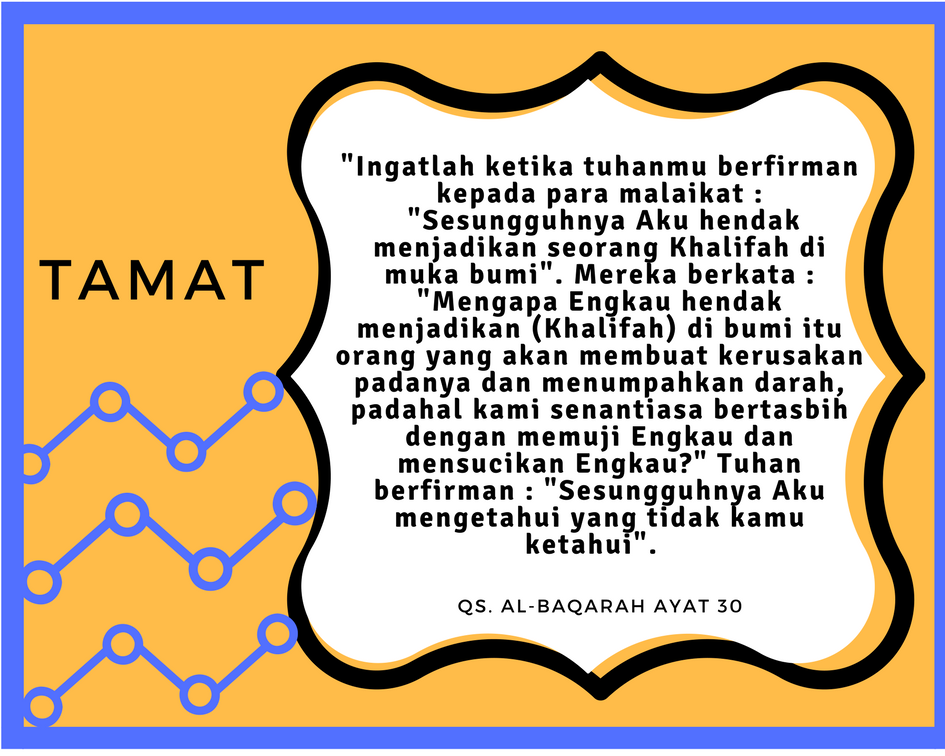 TAMAT
"Ingatlah ketika tuhanmu berfirman
kepada para malaikat :
"Sesungguhnya Aku hendak
menjadikan seorang Khalifah di
muka bumi". Mereka berkata :
"Mengapa Engkau hendak
menjadikan (Khalifah) di bumi itu
orang yang akan membuat kerusakan
padanya dan menumpahkan darah,
padahal kami senantiasa bertasbih
dengan memuji Engkau dan
mensucikan Engkau?" Tuhan
berfirman : "Sesungguhnya Aku
mengetahui yang tidak kamu
ketahui".
QS. AL-BAQARAH AYAT 30